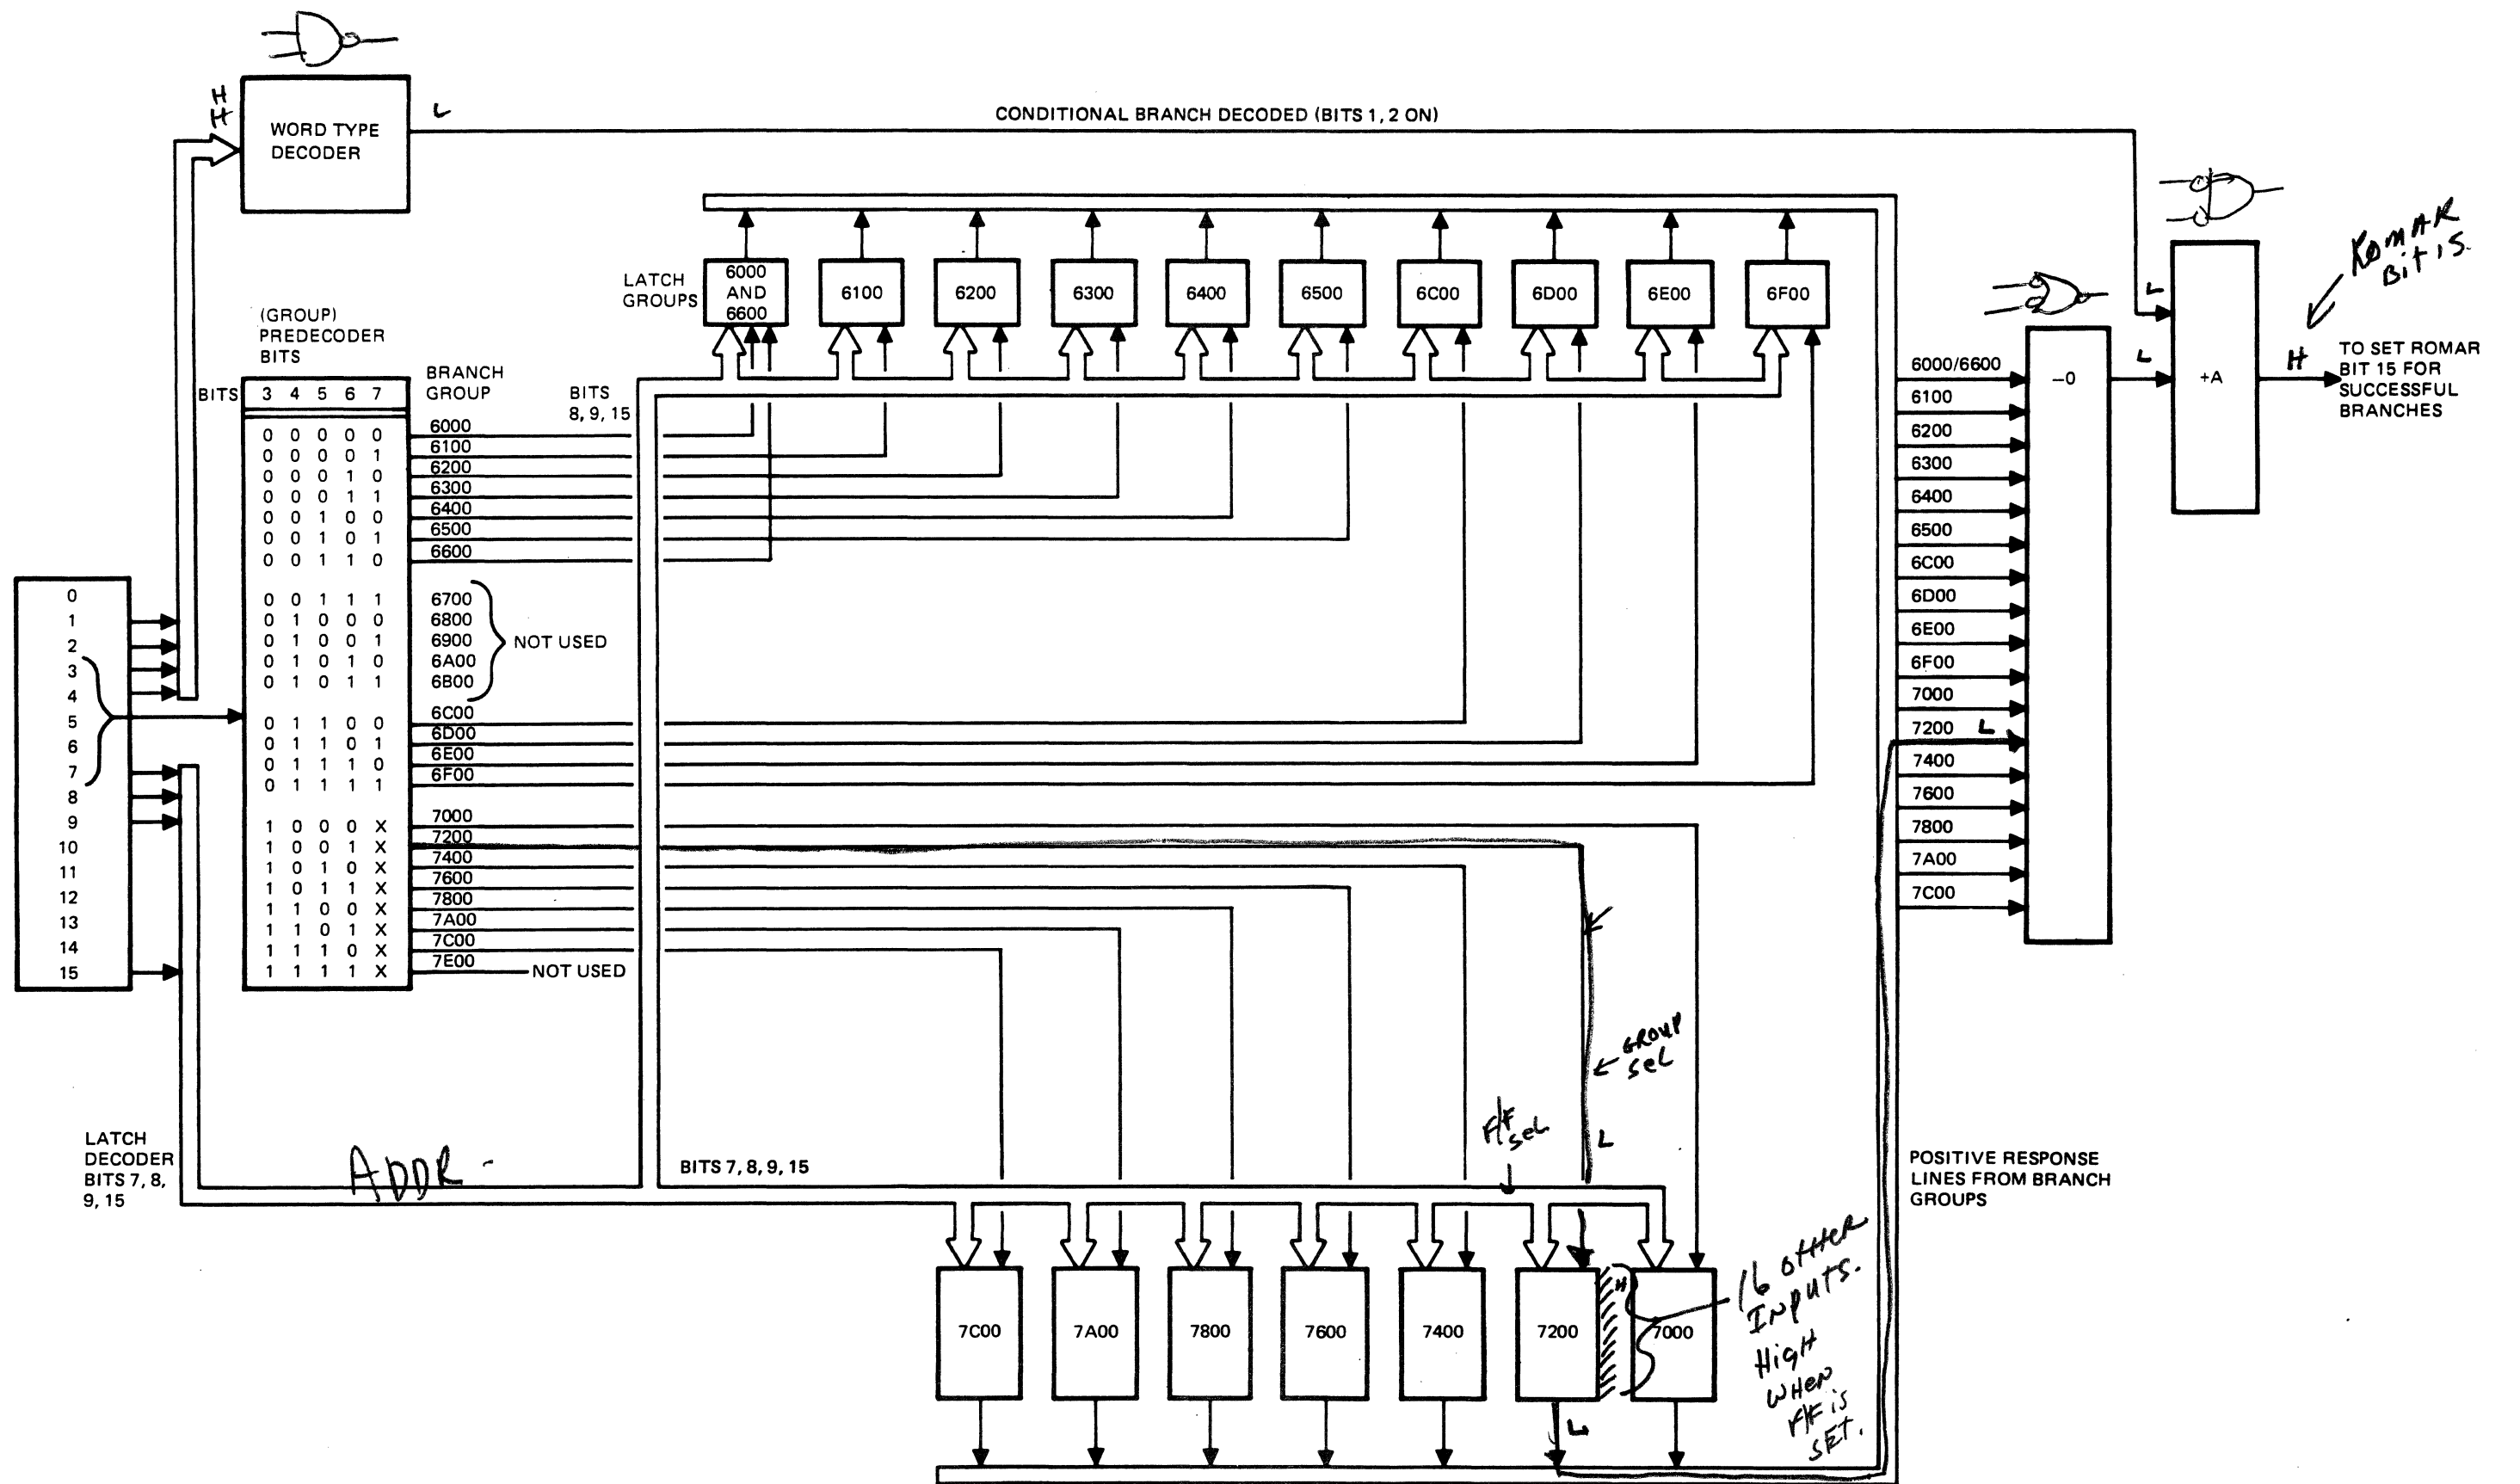 H
H
WORD TYPE
DECODER
L
CONDITIONAL BRANCH DECODED (BITS 1, 2 ON)
LATCH
GROUPS
6000
AND
6600
6100
6200
6300
6400
6500
6C00
6D00
6E00
6F00
ROMAR
Bit 15.
(GROUP)
PREDECODER
BITS
BITS 3 4 5 6 7
BRANCH
GROUP
BITS
8, 9, 15
0 0 0 0 0 6000
0 0 0 0 1 6100
0 0 0 1 0 6200
0 0 0 1 1 6300
0 0 1 0 0 6400
0 0 1 0 1 6500
0 0 1 1 0 6600
0 0 1 1 1 6700
0 1 0 0 0 6800
0 1 0 0 1 6900
0 1 0 1 0 6A00
0 1 0 1 1 6B00
NOT USED
0 1 1 0 0 6C00
0 1 1 0 1 6D00
0 1 1 1 0 6E00
0 1 1 1 1 6F00
1 0 0 0 X 7000
1 0 0 1 X 7200
1 0 1 0 X 7400
1 0 1 1 X 7600
1 1 0 0 X 7800
1 1 0 1 X 7A00
1 1 1 0 X 7C00
1 1 1 1 X 7E00 NOT USED
0
1
2
3
4
5
6
7
8
9
10
11
12
13
14
15
6000/6600
6100
6200
6300
6400
6500
6C00
6D00
6E00
6F00
7000
7200 L
7400
7600
7800
7A00
7C00
-0
L
L
+A
H
TO SET ROMAR
BIT 15 FOR
SUCCESSFUL
BRANCHES
GROUP
SEL
F/F
SEL
L
LATCH
DECODER
BITS 7, 8,
9, 15
ADDR -
BITS 7, 8, 9, 15
POSITIVE RESPONSE
LINES FROM BRANCH
GROUPS
7C00
7A00
7800
7600
7400
7200
H
7000
L
16 OTHER
INPUTS.
HIGH
WHEN
F/F is
SET.